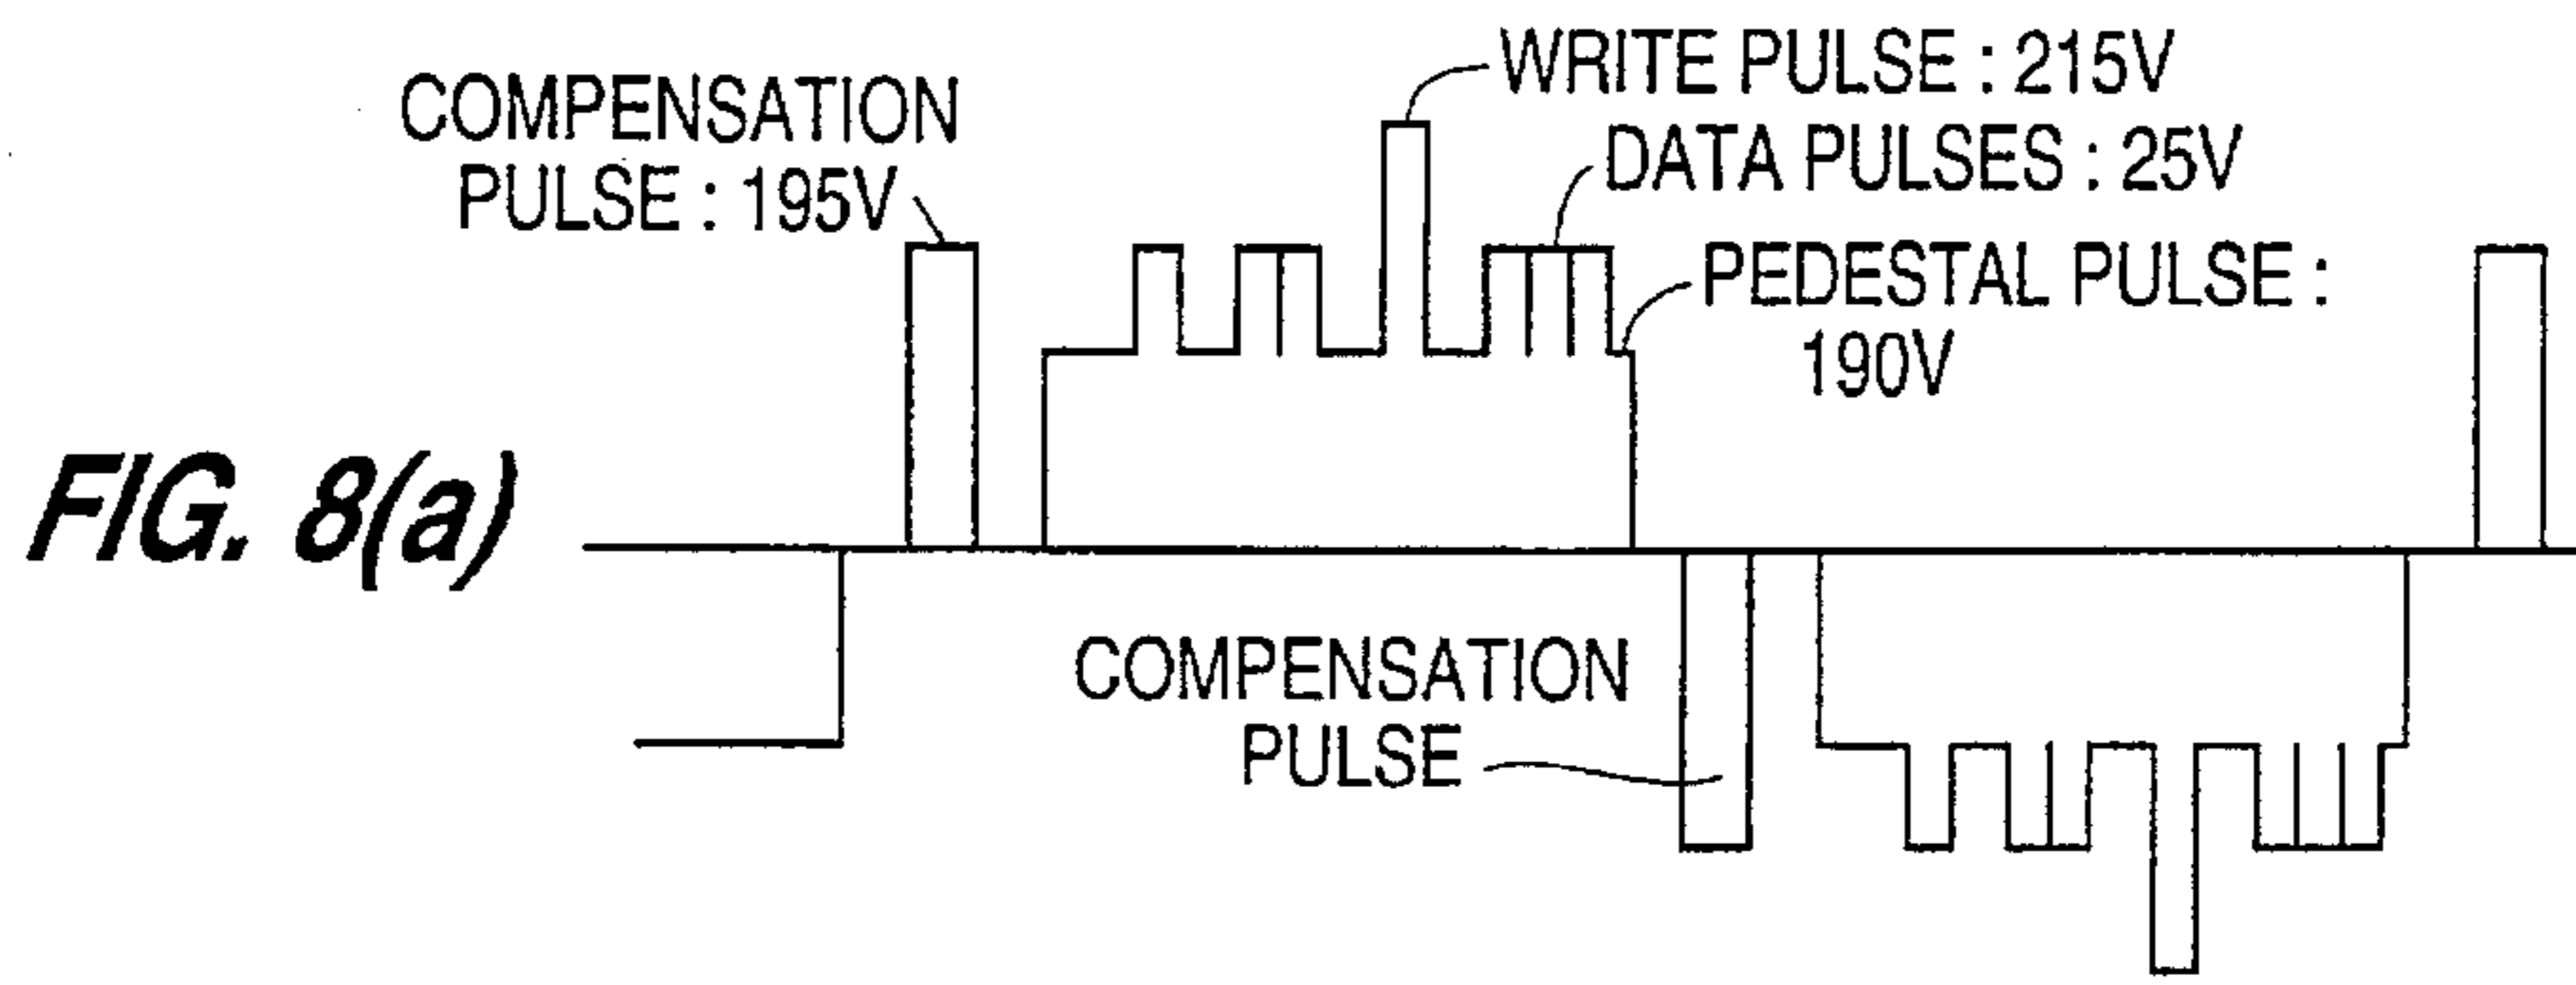 WRITE PULSE : 215V
COMPENSATION
PULSE : 195V
DATA PULSES : 25V
PEDESTAL PULSE :
190V
FIG. 8(a)
COMPENSATION
PULSE